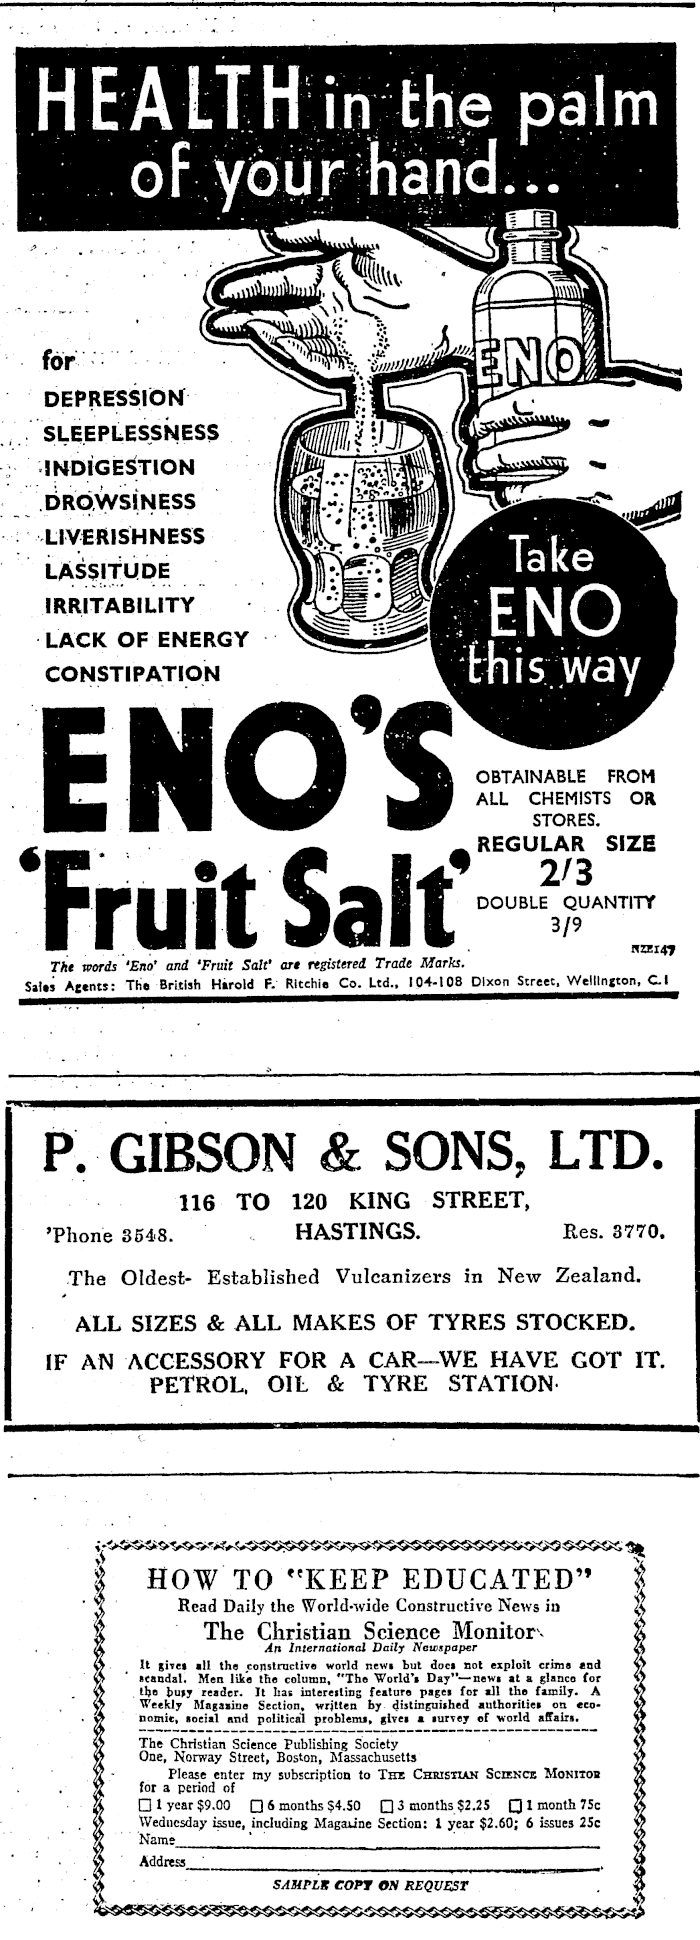 HEALTH in the palm
of your hand...
ENO
for
DEPRESSION
SLEEPLESSNESS
INDIGESTION
DROWSINESS
LIVERISHNESS
LASSITUDE
IRRITABILITY
LACK OF ENERGY
CONSTIPATION
Take
ENO
this way
ENO'S
'Fruit Salt'
OBTAINABLE FROM
ALL CHEMISTS OR
STORES.
REGULAR SIZE
2/3
DOUBLE QUANTITY
3/9
NZE147
The words 'Eno' and 'Fruit Salt' are registered Trade Marks.
Sales Agents: The British Harold F. Ritchie Co. Ltd., 104-108 Dixon Street, Wellington, C.1
P. GIBSON & SONS, LTD.
116 TO 120 KING STREET,
'Phone 3548. HASTINGS. Res. 3770.
The Oldest- Established Vulcanizers in New Zealand.
ALL SIZES & ALL MAKES OF TYRES STOCKED.
IF AN ACCESSORY FOR A CAR—WE HAVE GOT IT.
PETROL, OIL & TYRE STATION.
HOW TO "KEEP EDUCATED"
Read Daily the World-wide Constructive News in
The Christian Science Monitor
An International Daily Newspaper
It gives all the constructive world news but does not exploit crime and
scandal. Men like the column, "The World's Day"—news at a glance for
the busy reader. It has interesting feature pages for all the family. A
Weekly Magazine Section, written by distinguished authorities on eco-
nomic, social and political problems, gives a survey of world affairs.
The Christian Science Publishing Society
One, Norway Street, Boston, Massachusetts
Please enter my subscription to THE CHRISTIAN SCIENCE MONITOR
for a period of
☐ 1 year $9.00 ☐ 6 months $4.50 ☐ 3 months $2.25 ☐ 1 month 75c
Wednesday issue, including Magazine Section: 1 year $2.60; 6 issues 25c
Name
Address
SAMPLE COPY ON REQUEST